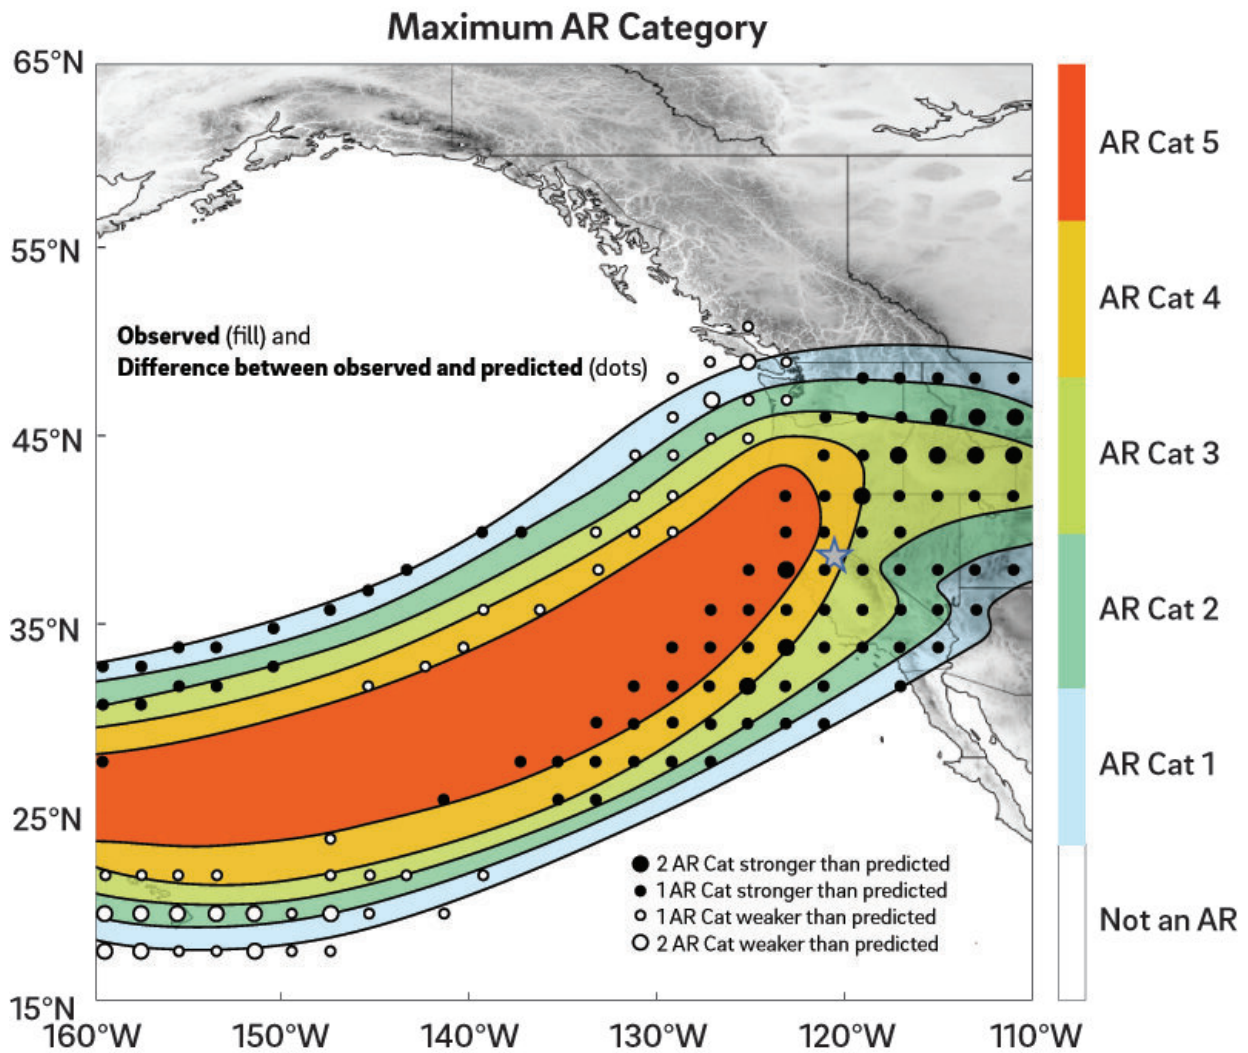 Maximum AR Category
65°N
55°N
45°N
35°N
25°N
15°N
160°W
150°W
140°W
130°W
120°W
110°W
Observed (fill) and
Difference between observed and predicted (dots)
2 AR Cat stronger than predicted
1 AR Cat stronger than predicted
1 AR Cat weaker than predicted
2 AR Cat weaker than predicted
AR Cat 5
AR Cat 4
AR Cat 3
AR Cat 2
AR Cat 1
Not an AR